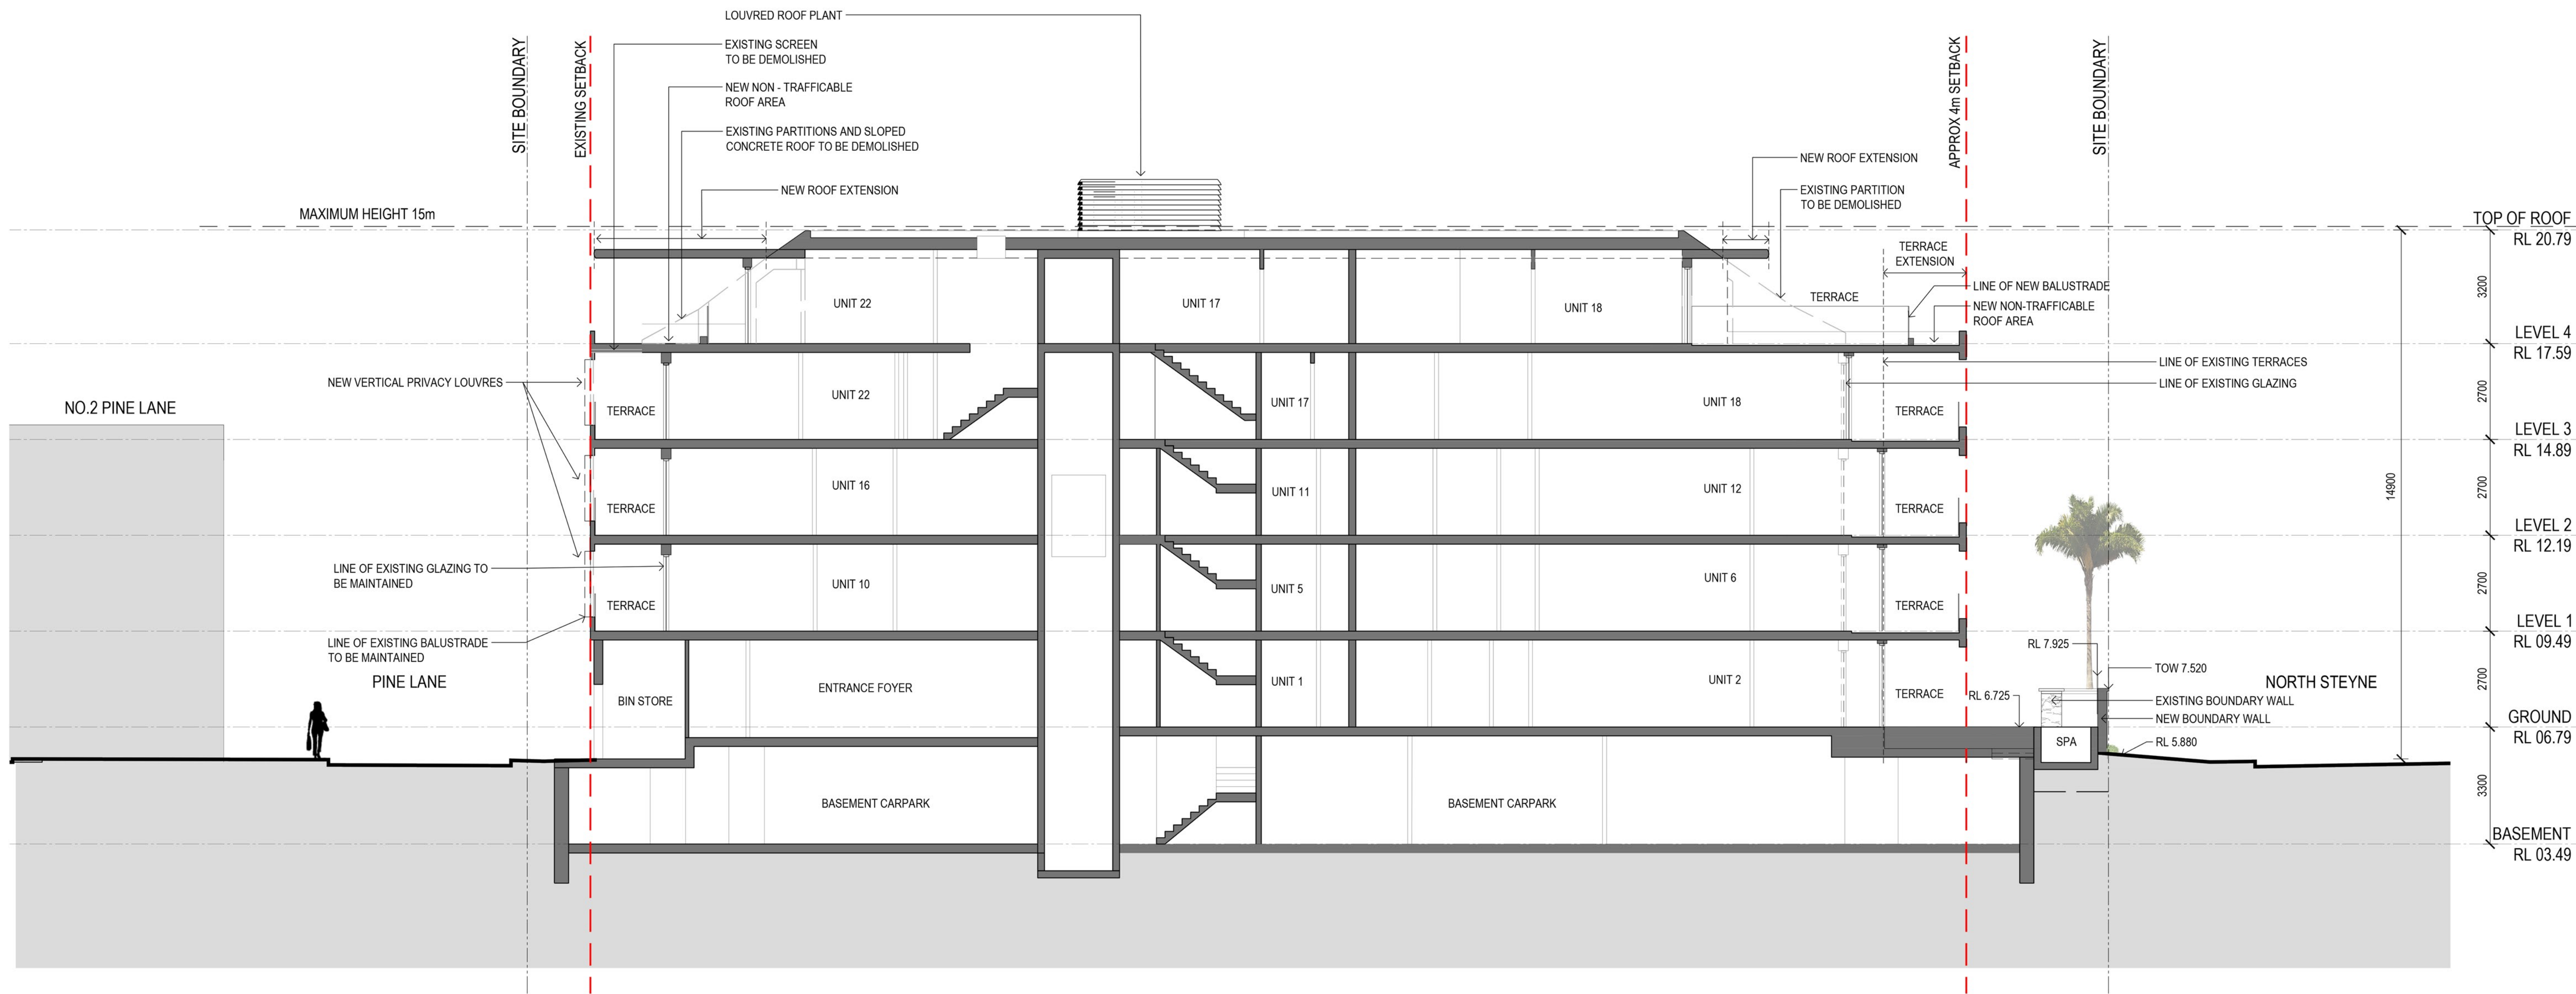 LOUVRED ROOF PLANT
EXISTING SCREEN
TO BE DEMOLISHED
NEW NON - TRAFFICABLE
ROOF AREA
EXISTING PARTITIONS AND SLOPED
CONCRETE ROOF TO BE DEMOLISHED
NEW ROOF EXTENSION
SITE BOUNDARY
EXISTING SETBACK
MAXIMUM HEIGHT 15m
NEW ROOF EXTENSION
EXISTING PARTITION
TO BE DEMOLISHED
APPROX 4m SETBACK
SITE BOUNDARY
TERRACE
EXTENSION
TERRACE
LINE OF NEW BALUSTRADE
NEW NON-TRAFFICABLE
ROOF AREA
UNIT 22
UNIT 17
UNIT 18
TOP OF ROOF
RL 20.79
3200
LEVEL 4
RL 17.59
LINE OF EXISTING TERRACES
LINE OF EXISTING GLAZING
NEW VERTICAL PRIVACY LOUVRES
NO.2 PINE LANE
TERRACE
UNIT 22
UNIT 17
UNIT 18
TERRACE
2700
LEVEL 3
RL 14.89
TERRACE
UNIT 16
UNIT 11
UNIT 12
TERRACE
14900
2700
LEVEL 2
RL 12.19
LINE OF EXISTING GLAZING TO
BE MAINTAINED
TERRACE
UNIT 10
UNIT 5
UNIT 6
TERRACE
2700
LEVEL 1
RL 09.49
LINE OF EXISTING BALUSTRADE
TO BE MAINTAINED
PINE LANE
BIN STORE
ENTRANCE FOYER
UNIT 1
UNIT 2
TERRACE
RL 6.725
RL 7.925
TOW 7.520
NORTH STEYNE
EXISTING BOUNDARY WALL
NEW BOUNDARY WALL
SPA
RL 5.880
2700
GROUND
RL 06.79
BASEMENT CARPARK
BASEMENT CARPARK
3300
BASEMENT
RL 03.49